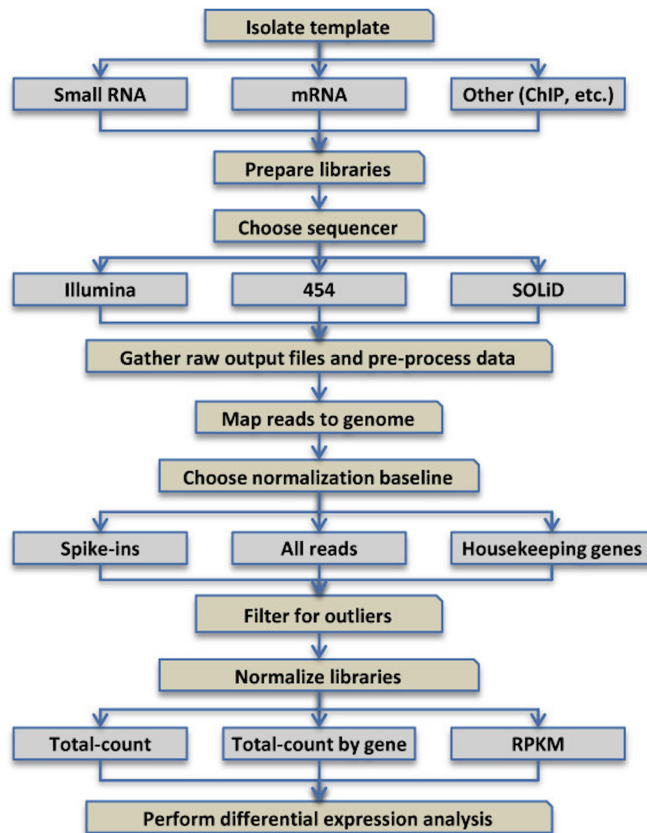 Isolate template
Small RNA
mRNA
Other (ChIP, etc.)
Prepare libraries
Choose sequencer
Illumina
454
SOLiD
Gather raw output files and pre-process data
Map reads to genome
Choose normalization baseline
Spike-ins
All reads
Housekeeping genes
Filter for outliers
Normalize libraries
Total-count
Total-count by gene
RPKM
Perform differential expression analysis